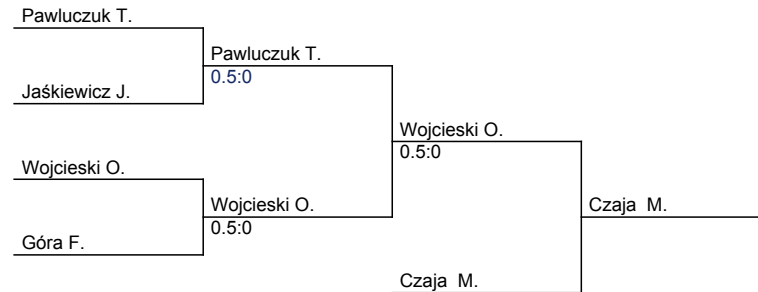 Pawluczuk T.
Pawluczuk T.
0.5:0
Jaśkiewicz J.
Wojcieski O.
0.5:0
Wojcieski O.
Wojcieski O.
0.5:0
Czaja  M.
Góra F.
Czaja  M.